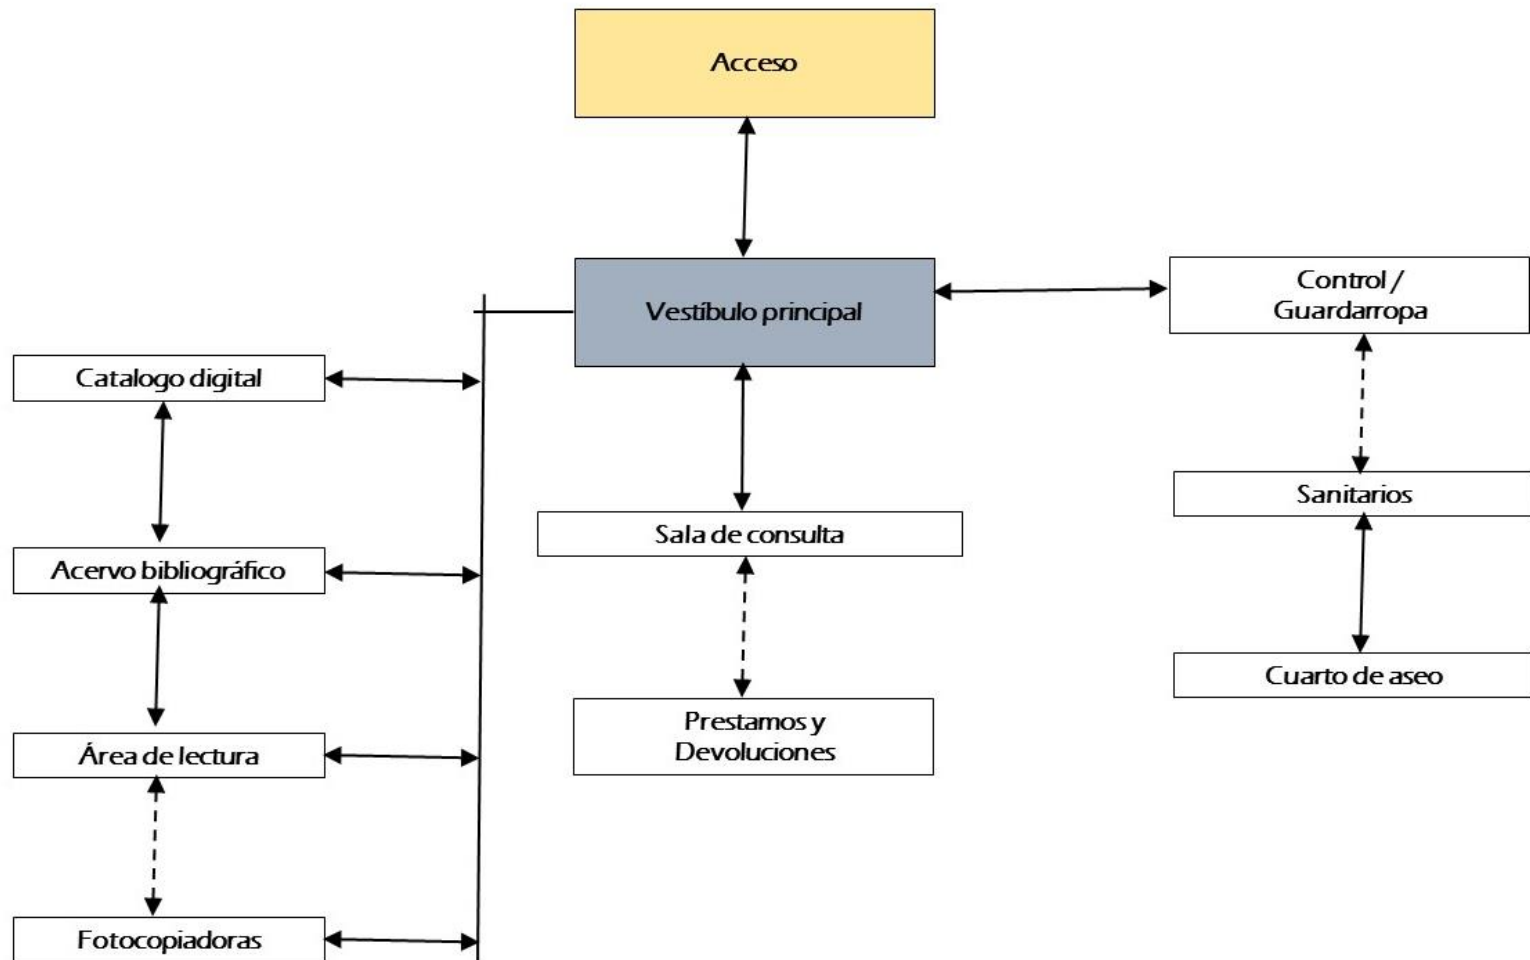 Acceso
Vestíbulo principal
Control /
Guardarropa
Catalogo digital
Sanitarios
Sala de consulta
Acervo bibliográfico
Cuarto de aseo
Prestamos y
Devoluciones
Área de lectura
Fotocopiadoras